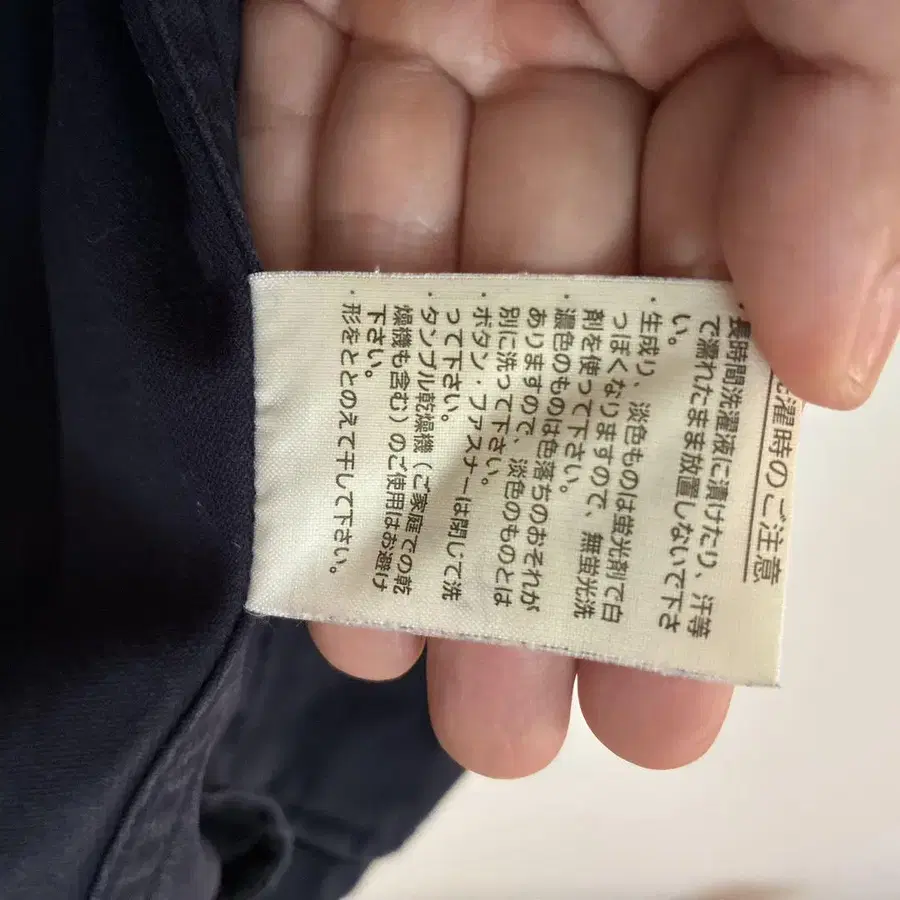 洗濯時のご注意
・長時間洗濯液に漬けたり、汗等
で濡れたまま放置しないで下さ
い。
・生成り、淡色ものは蛍光剤で白
っぽくなりますので、無蛍光洗
剤を使って下さい。
・濃色のものは色落ちのおそれが
ありますので、淡色のものとは
別に洗って下さい。
・ボタン・ファスナーは閉じて洗
って下さい。
・タンブル乾燥機（ご家庭での乾
燥機も含む）のご使用はお避け
下さい。
・形をととのえて干して下さい。